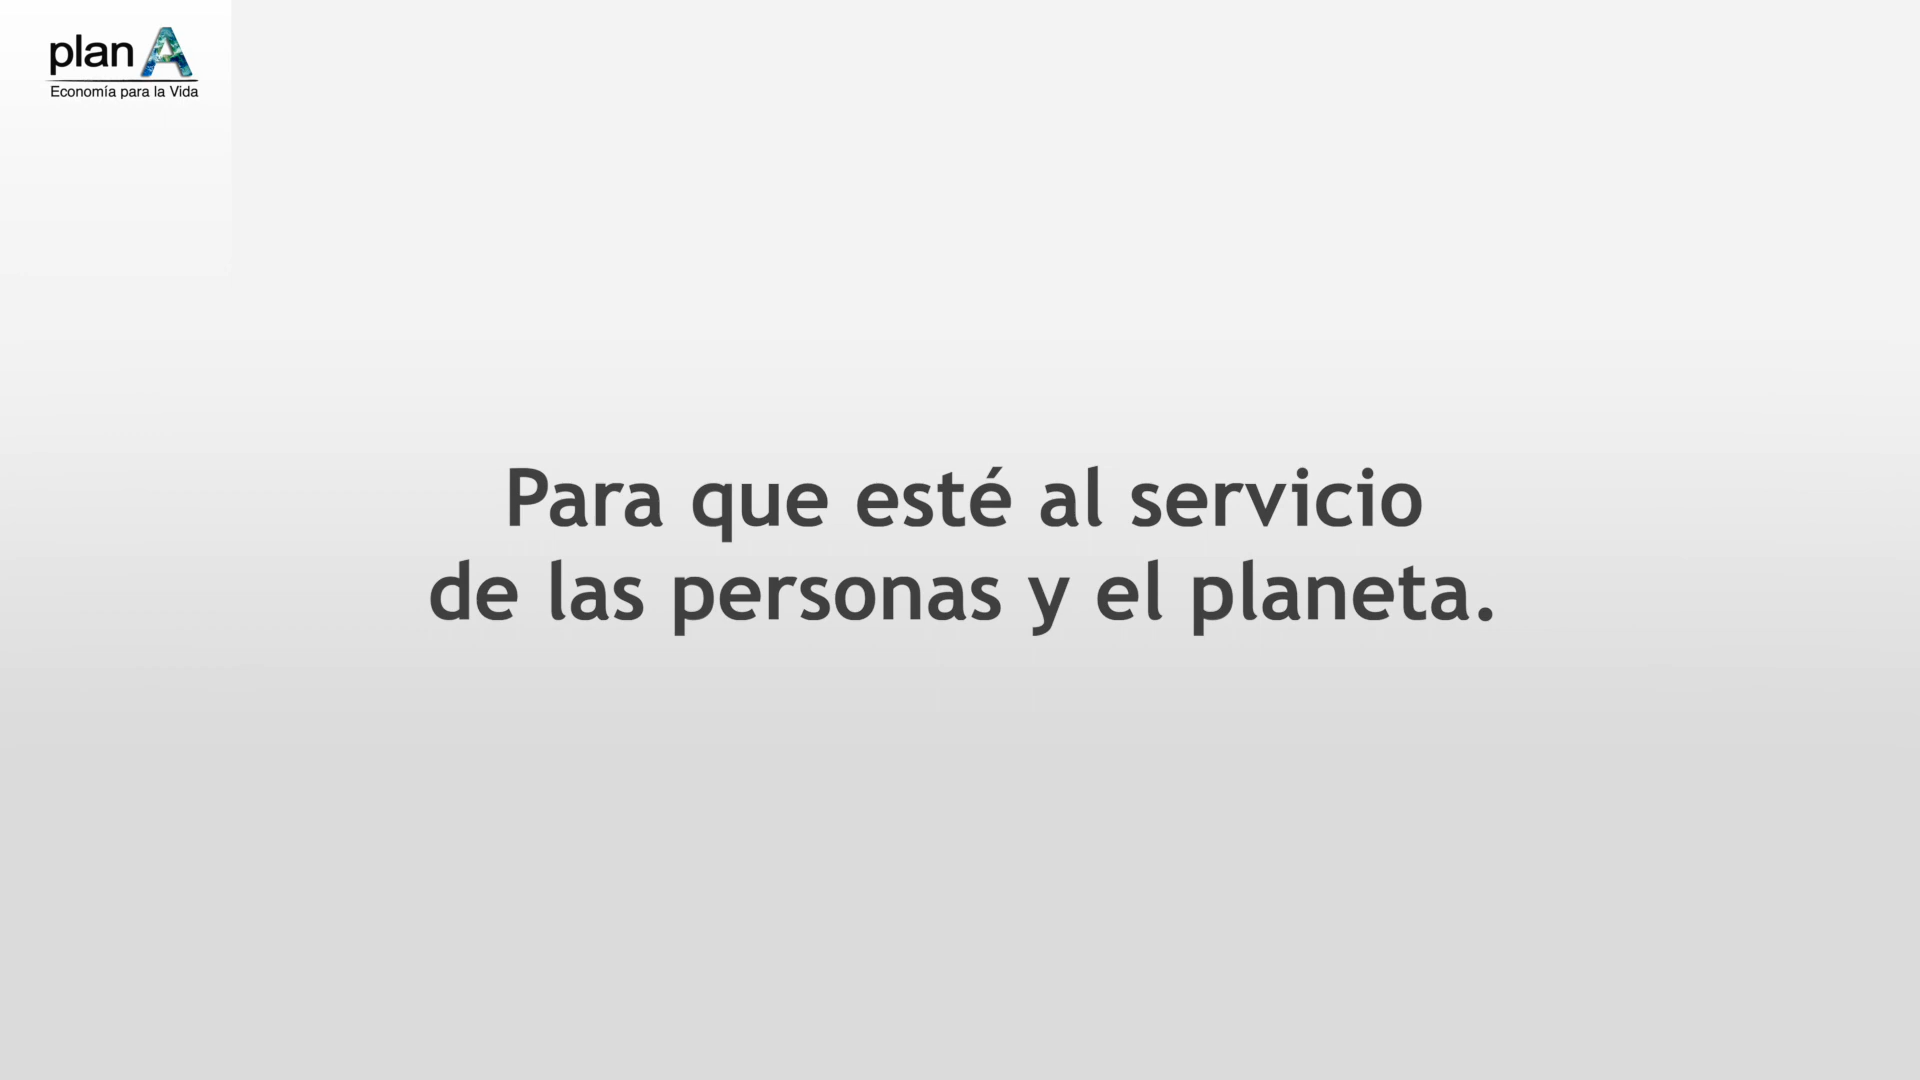 plan A
Economía para la Vida
Para que esté al servicio
de las personas y el planeta.